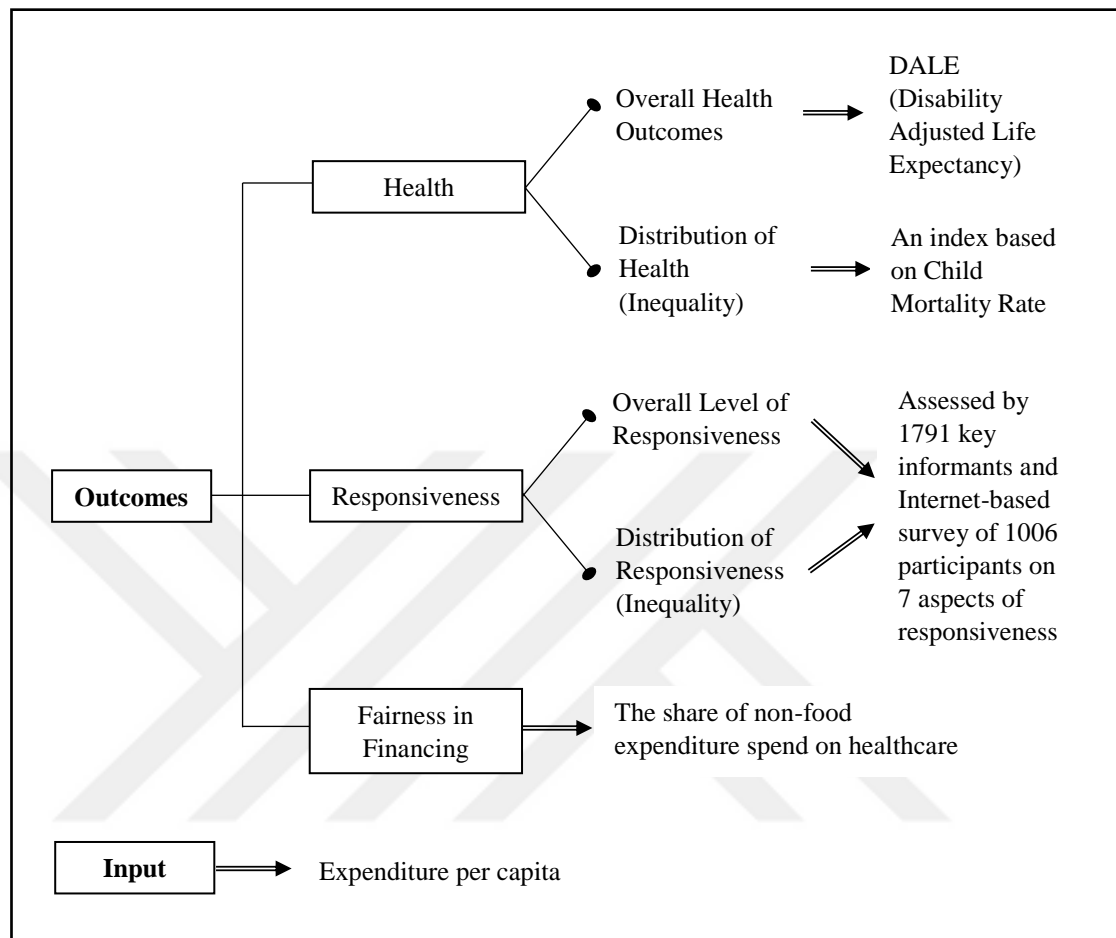 Overall Health
Outcomes
DALE
(Disability
Adjusted Life
Expectancy)
Health
Distribution of
Health
(Inequality)
An index based
on Child
Mortality Rate
Outcomes
Responsiveness
Overall Level of
Responsiveness
Distribution of
Responsiveness
(Inequality)
Assessed by
1791 key
informants and
Internet-based
survey of 1006
participants on
7 aspects of
responsiveness
Fairness in
Financing
The share of non-food
expenditure spend on healthcare
Input
Expenditure per capita